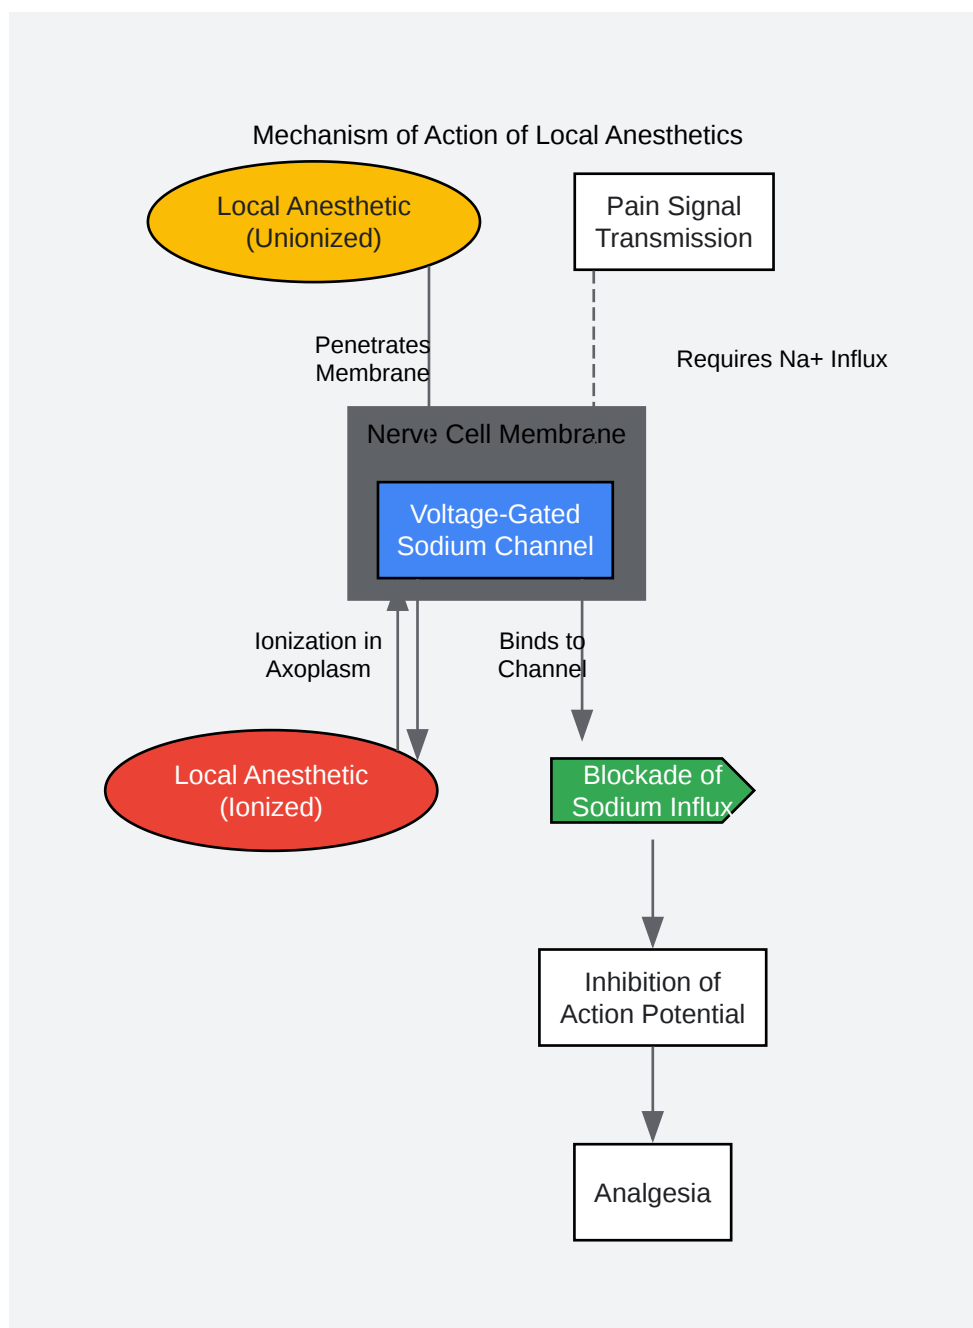 Mechanism of Action of Local Anesthetics
Local Anesthetic
(Unionized)
Pain Signal
Transmission
Penetrates
Membrane
Requires Na+ Influx
Nerve Cell Membrane
Voltage-Gated
Sodium Channel
Ionization in
Axoplasm
Binds to
Channel
Local Anesthetic
(Ionized)
Blockade of
Sodium Influx
Inhibition of
Action Potential
Analgesia